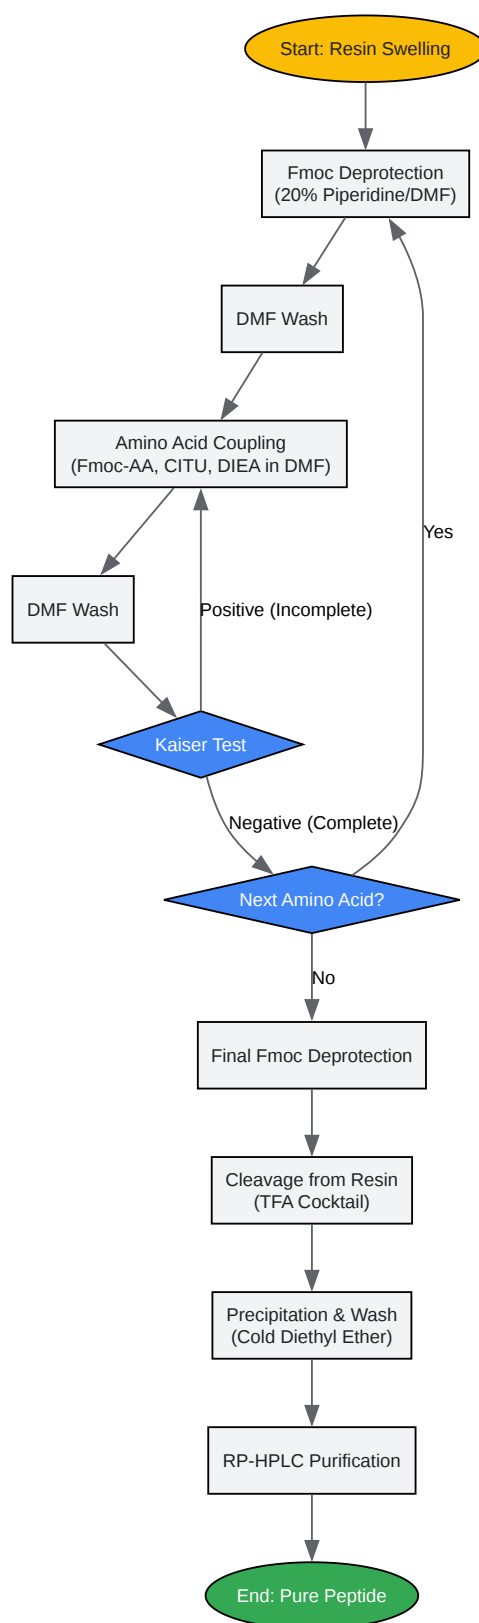 Start: Resin Swelling
Fmoc Deprotection
(20% Piperidine/DMF)
DMF Wash
Amino Acid Coupling
(Fmoc-AA, CITU, DIEA in DMF)
Yes
DMF Wash
Positive (Incomplete)
Kaiser Test
Negative (Complete)
Next Amino Acid?
No
Final Fmoc Deprotection
Cleavage from Resin
(TFA Cocktail)
Precipitation & Wash
(Cold Diethyl Ether)
RP-HPLC Purification
End: Pure Peptide